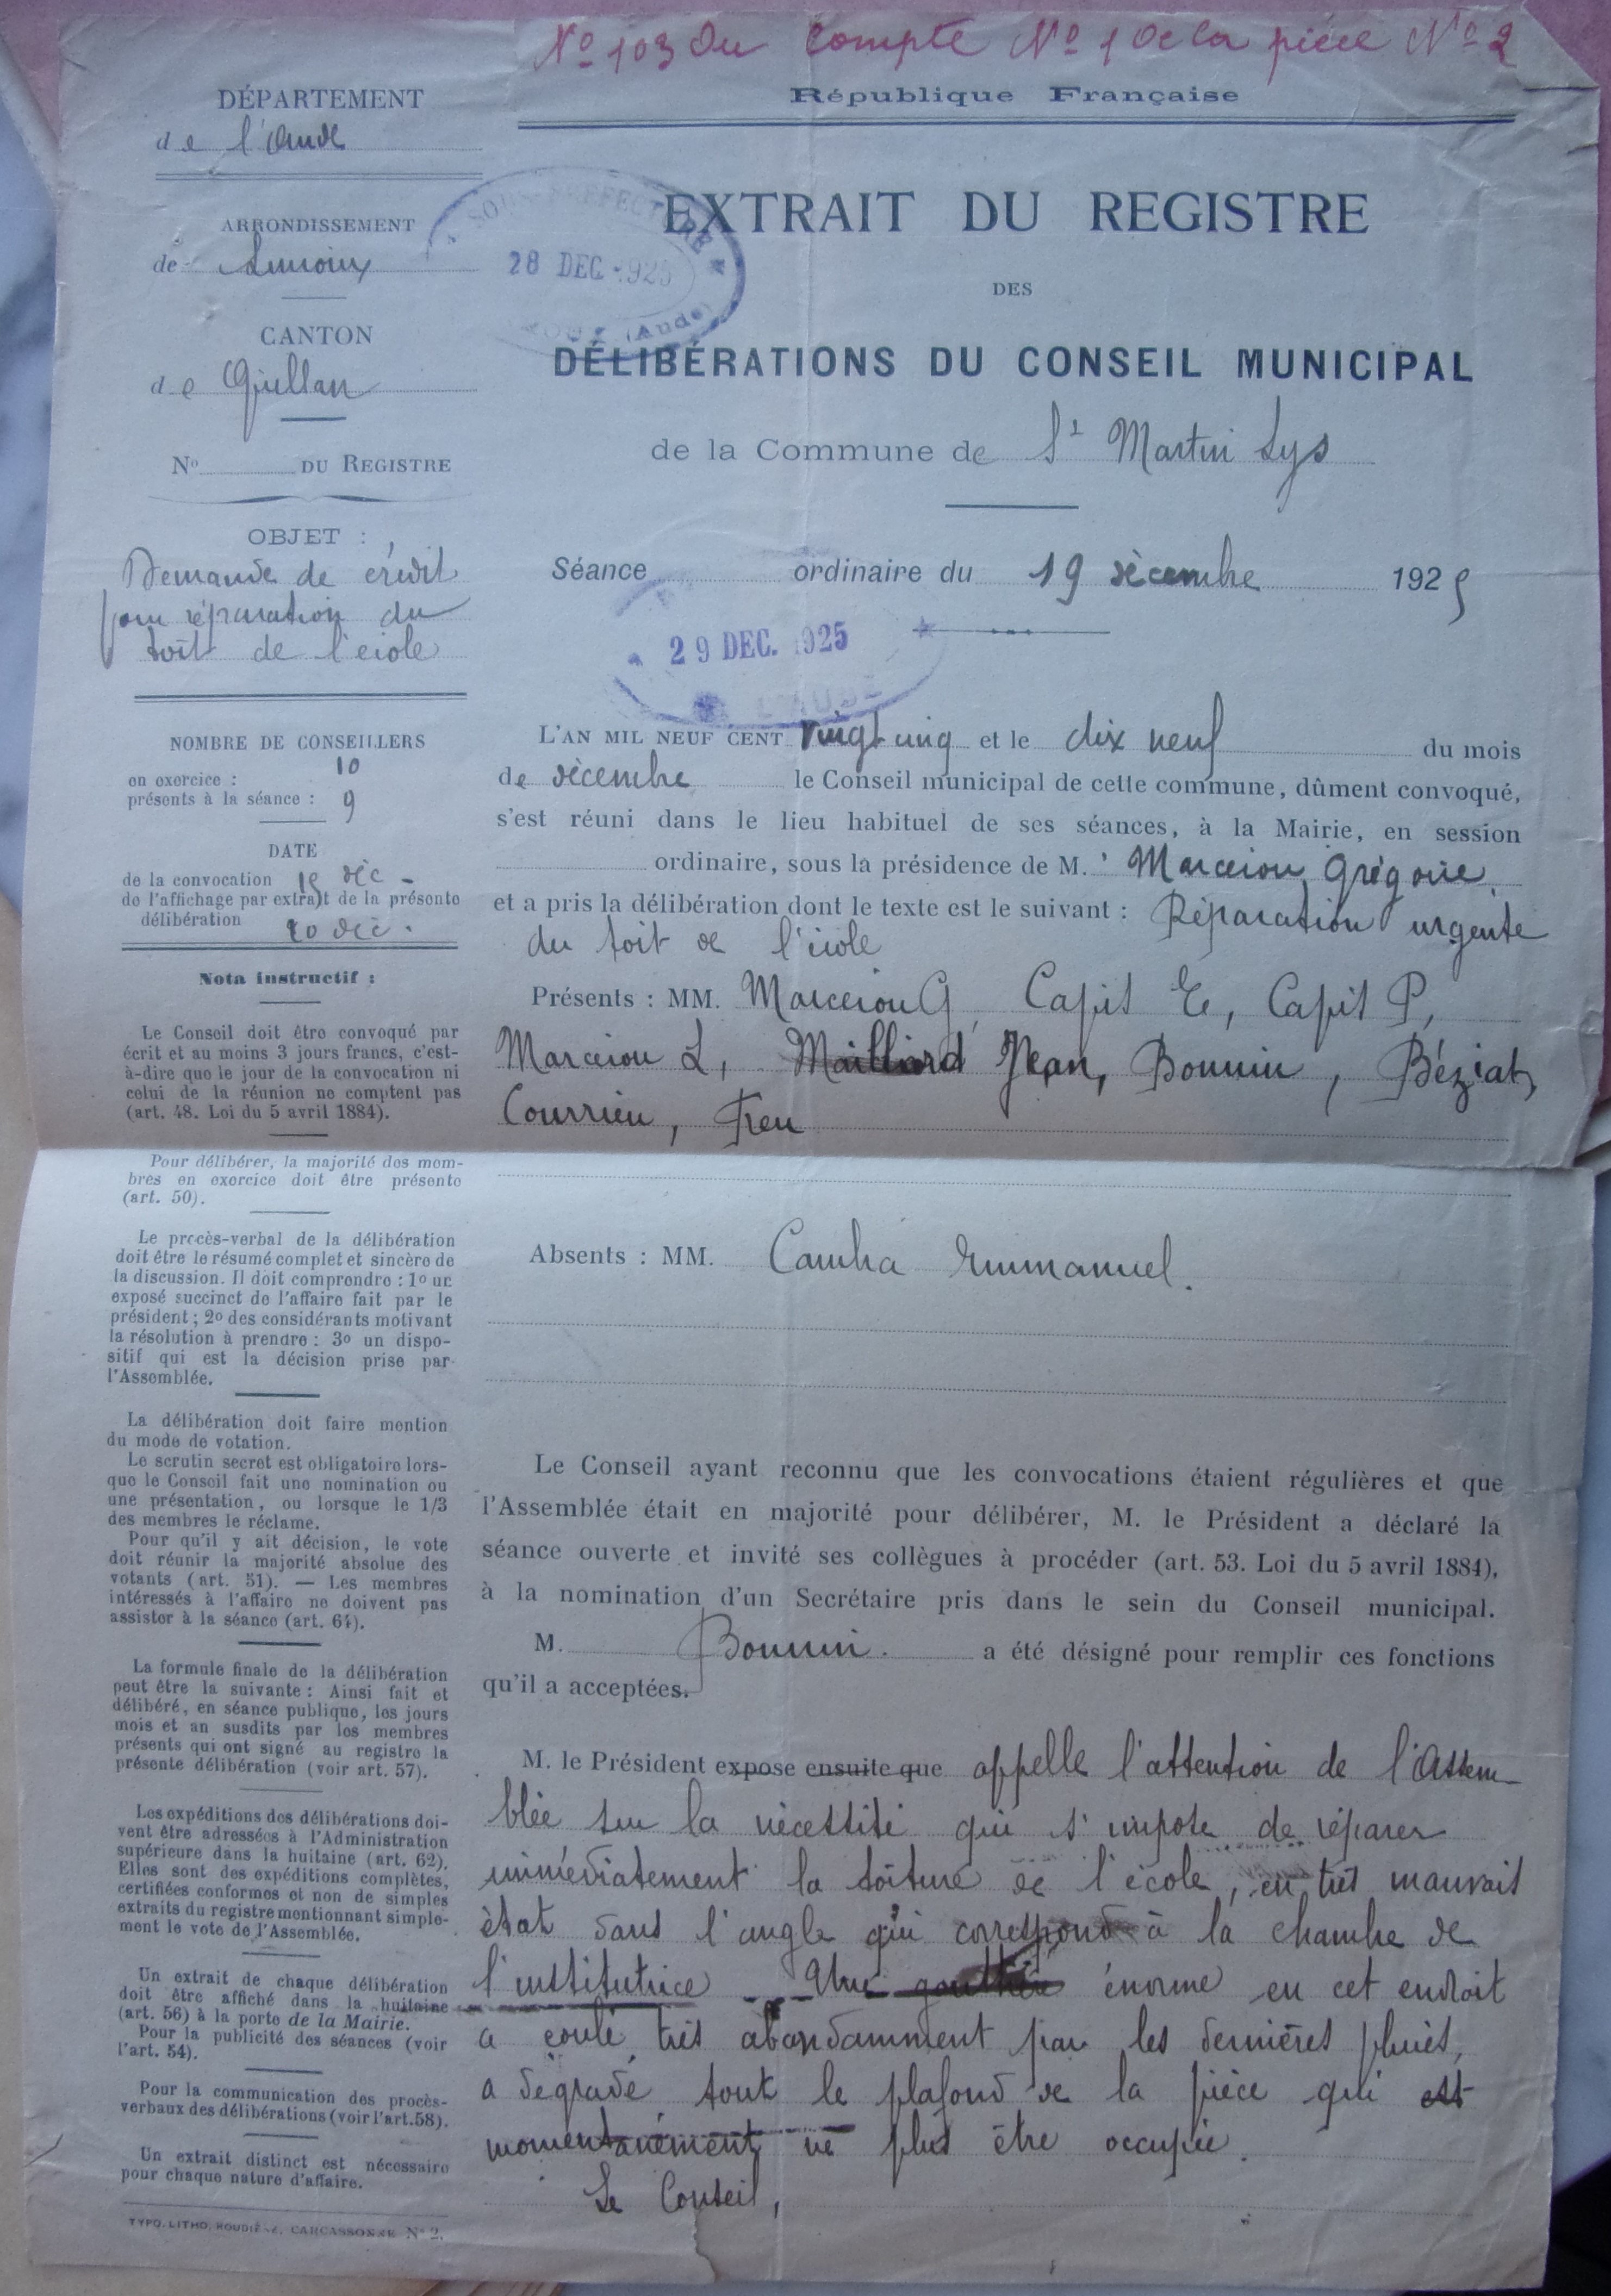 Nº 103 du compte Nº 1 de la pièce Nº 2
République Française
DÉPARTEMENT
de l'Aude
ARRONDISSEMENT
de Limoux
CANTON
de Quillan
Nº DU REGISTRE
OBJET :
Demande de crédit
pour réparation du
toit de l'école
NOMBRE DE CONSEILLERS
en exercice : 10
présents à la séance : 9
DATE
de la convocation 15 déc
de l'affichage par extrait de la présente
délibération 20 déc.
Nota instructif :
Le Conseil doit être convoqué par
écrit et au moins 3 jours francs, c'est-
à-dire que le jour de la convocation ni
celui de la réunion ne comptent pas
(art. 48. Loi du 5 avril 1884).
Pour délibérer, la majorité des mem-
bres en exercice doit être présente
(art. 50).
Le procès-verbal de la délibération
doit être le résumé complet et sincère de
la discussion. Il doit comprendre : 1º un
exposé succinct de l'affaire fait par le
président ; 2º des considérants motivant
la résolution à prendre : 3º un dispo-
sitif qui est la décision prise par
l'Assemblée.
La délibération doit faire mention
du mode de votation.
Le scrutin secret est obligatoire lors-
que le Conseil fait une nomination ou
une présentation, ou lorsque le 1/3
des membres le réclame.
Pour qu'il y ait décision, le vote
doit réunir la majorité absolue des
votants (art. 51). — Les membres
intéressés à l'affaire ne doivent pas
assister à la séance (art. 64).
La formule finale de la délibération
peut être la suivante : Ainsi fait et
délibéré, en séance publique, les jours
mois et an susdits par les membres
présents qui ont signé au registre la
présente délibération (voir art. 57).
Les expéditions des délibérations doi-
vent être adressées à l'Administration
supérieure dans la huitaine (art. 62).
Elles sont des expéditions complètes,
certifiées conformes et non de simples
extraits du registre mentionnant simple-
ment le vote de l'Assemblée.
Un extrait de chaque délibération
doit être affiché dans la huitaine
(art. 56) à la porte de la Mairie.
Pour la publicité des séances (voir
l'art. 54).
Pour la communication des procès-
verbaux des délibérations (voir l'art. 58).
Un extrait distinct est nécessaire
pour chaque nature d'affaire.
TYPO. LITHO. ROUDIÈRE, CARCASSONNE Nº 2.
SOUS-PRÉFECTURE
28 DEC. 1925
(Aude)
EXTRAIT DU REGISTRE
DES
DÉLIBÉRATIONS DU CONSEIL MUNICIPAL
de la Commune de St Martin Lys
Séance ordinaire du 19 décembre 1925
29 DEC. 1925
L'AUDE
L'AN MIL NEUF CENT vingt cinq et le dix neuf du mois
de décembre le Conseil municipal de cette commune, dûment convoqué,
s'est réuni dans le lieu habituel de ses séances, à la Mairie, en session
ordinaire, sous la présidence de M. Marcerou Grégoire
et a pris la délibération dont le texte est le suivant : Réparation urgente
du toit de l'école
Présents : MM. Marcerou G, Capit E, Capit P,
Marcerou L, Mailliard Jean, Bonnin, Béziat,
Courrieu, Freu
Absents : MM. Emmanuel.
Le Conseil ayant reconnu que les convocations étaient régulières et que
l'Assemblée était en majorité pour délibérer, M. le Président a déclaré la
séance ouverte et invité ses collègues à procéder (art. 53. Loi du 5 avril 1884),
à la nomination d'un Secrétaire pris dans le sein du Conseil municipal.
M. Bonnin. a été désigné pour remplir ces fonctions
qu'il a acceptées.
M. le Président expose ensuite que appelle l'attention de l'Assem-
blée sur la nécessité qui s'impose de réparer
immédiatement la toiture de l'école, en très mauvais
état dans l'angle qui correspond à la chambre de
l'institutrice. Une gouttière énorme en cet endroit
a coulé très abondamment par les dernières pluies,
a dégradé tout le plafond de la pièce qui est
momentanément ne plus être occupée.
Le Conseil,